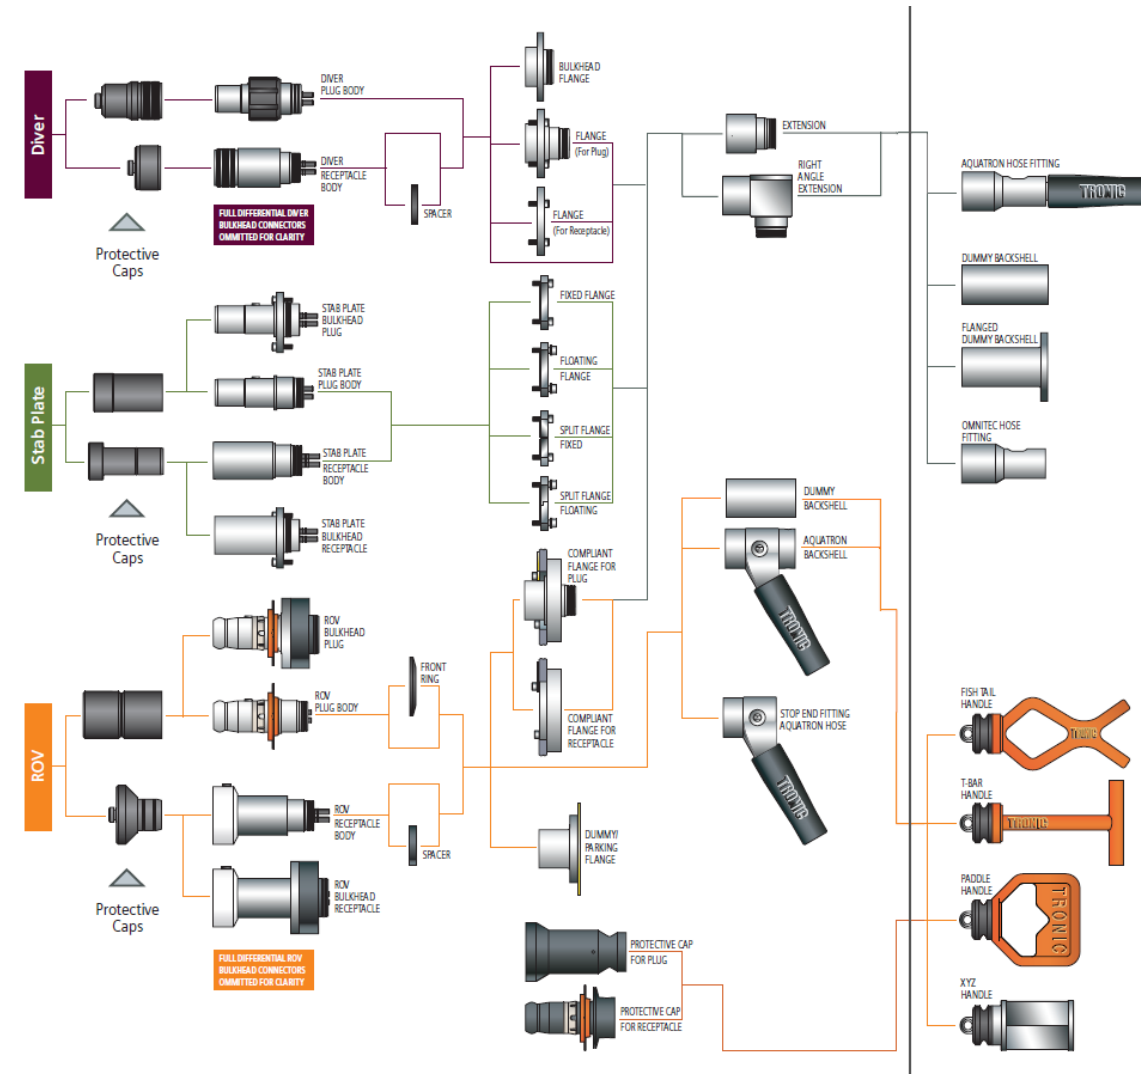 Diver
DIVER
PLUG BODY
DIVER
RECEPTACLE
BODY
FULL DIFFERENTIAL DIVER
BULKHEAD CONNECTORS
OMMITTED FOR CLARITY
Protective
Caps
SPACER
BULKHEAD
FLANGE
FLANGE
(For Plug)
FLANGE
(For Receptacle)
EXTENSION
RIGHT
ANGLE
EXTENSION
AQUATRON HOSE FITTING
TRONIC
DUMMY BACKSHELL
FLANGED
DUMMY BACKSHELL
OMNITEC HOSE
FITTING
Stab Plate
STAB PLATE
BULKHEAD
PLUG
STAB PLATE
PLUG BODY
STAB PLATE
RECEPTACLE
BODY
STAB PLATE
BULKHEAD
RECEPTACLE
Protective
Caps
FIXED FLANGE
FLOATING
FLANGE
SPLIT FLANGE
FIXED
SPLIT FLANGE
FLOATING
COMPLIANT
FLANGE FOR
PLUG
COMPLIANT
FLANGE FOR
RECEPTACLE
DUMMY
BACKSHELL
AQUATRON
BACKSHELL
TRONIC
STOP END FITTING
AQUATRON HOSE
TRONIC
ROV
ROV
BULKHEAD
PLUG
ROV
PLUG BODY
FRONT
RING
ROV
RECEPTACLE
BODY
SPACER
ROV
BULKHEAD
RECEPTACLE
Protective
Caps
FULL DIFFERENTIAL ROV
BULKHEAD CONNECTORS
OMMITTED FOR CLARITY
DUMMY/
PARKING
FLANGE
PROTECTIVE CAP
FOR PLUG
PROTECTIVE CAP
FOR RECEPTACLE
FISH TAIL
HANDLE
TRONIC
T-BAR
HANDLE
TRONIC
PADDLE
HANDLE
TRONIC
XYZ
HANDLE